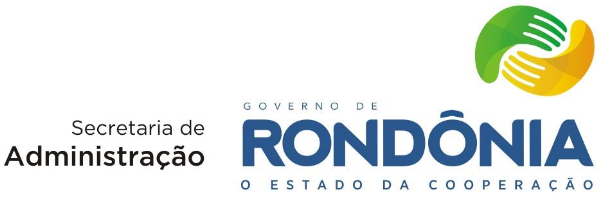 Secretaria de
Administração
GOVERNO DE
RONDÔNIA
O ESTADO DA COOPERAÇÃO